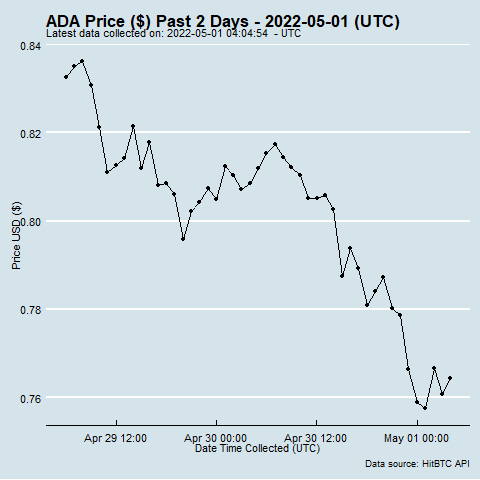 ADA Price ($) Past 2 Days - 2022-05-01 (UTC)
Latest data collected on: 2022-05-01 04:04:54 - UTC
0.84
0.82
0.80
0.78
0.76
Price USD ($)
Apr 29 12:00 Apr 30 00:00 Apr 30 12:00 May 01 00:00
Date Time Collected (UTC)
Data source: HitBTC API